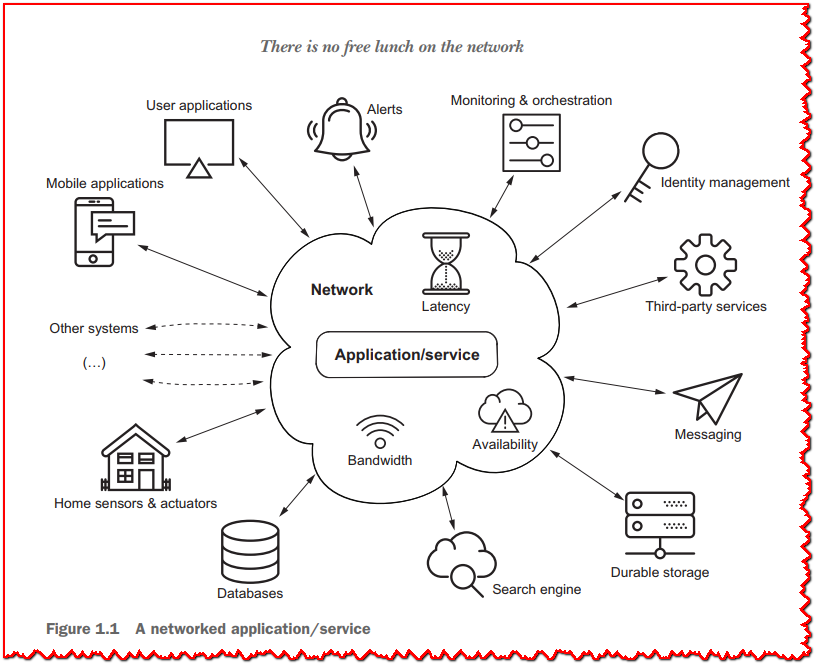 There is no free lunch on the network
User applications
Alerts
Monitoring & orchestration
Mobile applications
Identity management
Network
Latency
Third-party services
Other systems
(...)
Application/service
Bandwidth
Availability
Messaging
Home sensors & actuators
Databases
Search engine
Durable storage
Figure 1.1 A networked application/service